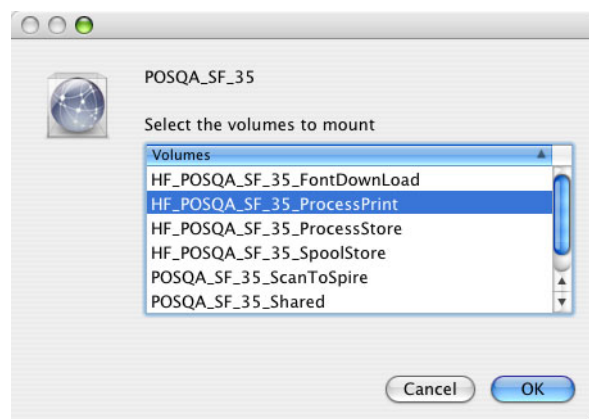 POSQA_SF_35
Select the volumes to mount
Volumes
HF_POSQA_SF_35_FontDownLoad
HF_POSQA_SF_35_ProcessPrint
HF_POSQA_SF_35_ProcessStore
HF_POSQA_SF_35_SpoolStore
POSQA_SF_35_ScanToSpire
POSQA_SF_35_Shared
Cancel OK